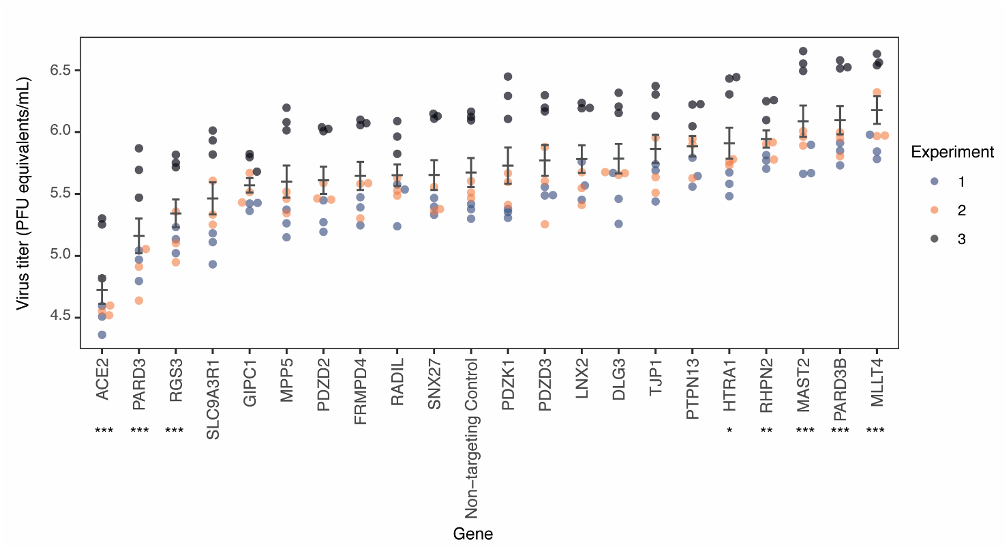 Virus titer (PFU equivalents/mL)
6.5
6.0
5.5
5.0
4.5
ACE2
PARD3
RGS3
SLC9A3R1
GIPC1
MPP5
PDZD2
FRMPD4
RADIL
SNX27
Non−targeting Control
PDZK1
PDZD3
LNX2
DLG3
TJP1
PTPN13
HTRA1
RHPN2
MAST2
PARD3B
MLLT4
*** *** *** * ** *** *** ***
Gene
Experiment
1
2
3